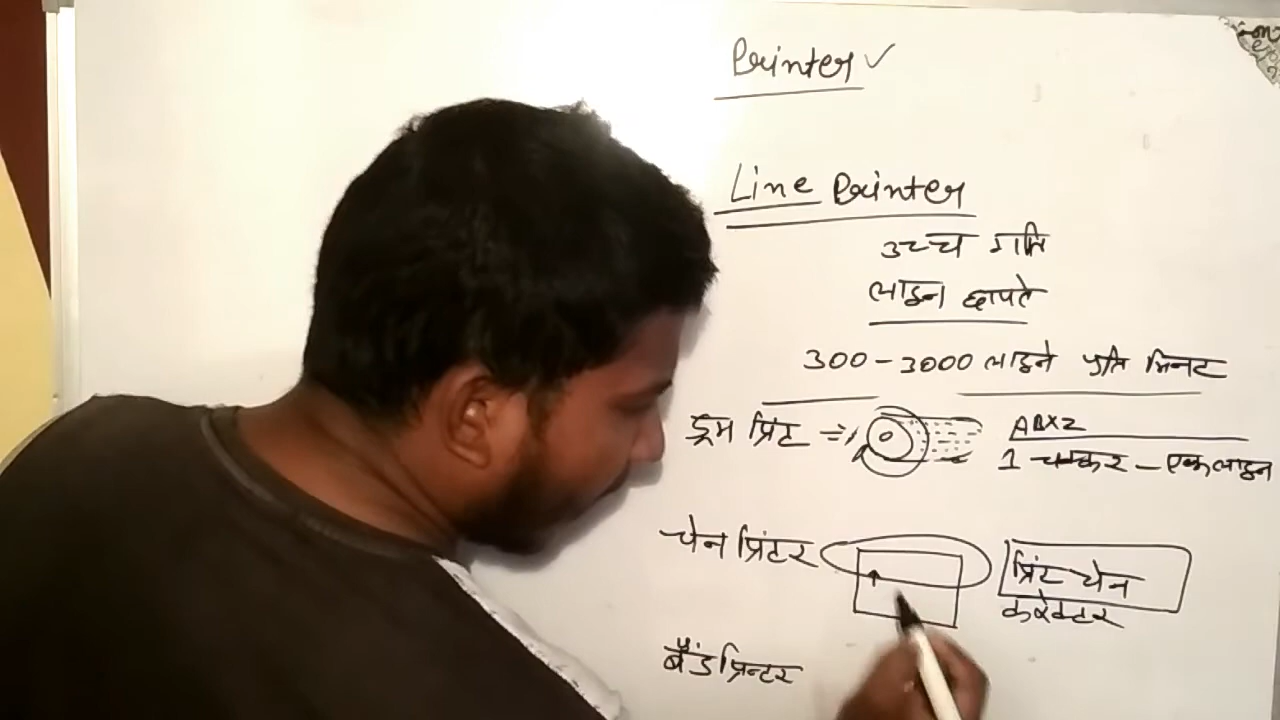 Printer ✓
Line Printer
उच्च गति
लाइन छापते
300 - 3000 लाइने प्रति मिनट
ड्रम प्रिंट ⇒
ABXZ
1 चक्कर - एक लाइन
चेन प्रिंटर
प्रिंट चेन
करेक्टर
बैंड प्रिन्टर